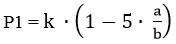 P1 = k · (1 − 5 · a/b)